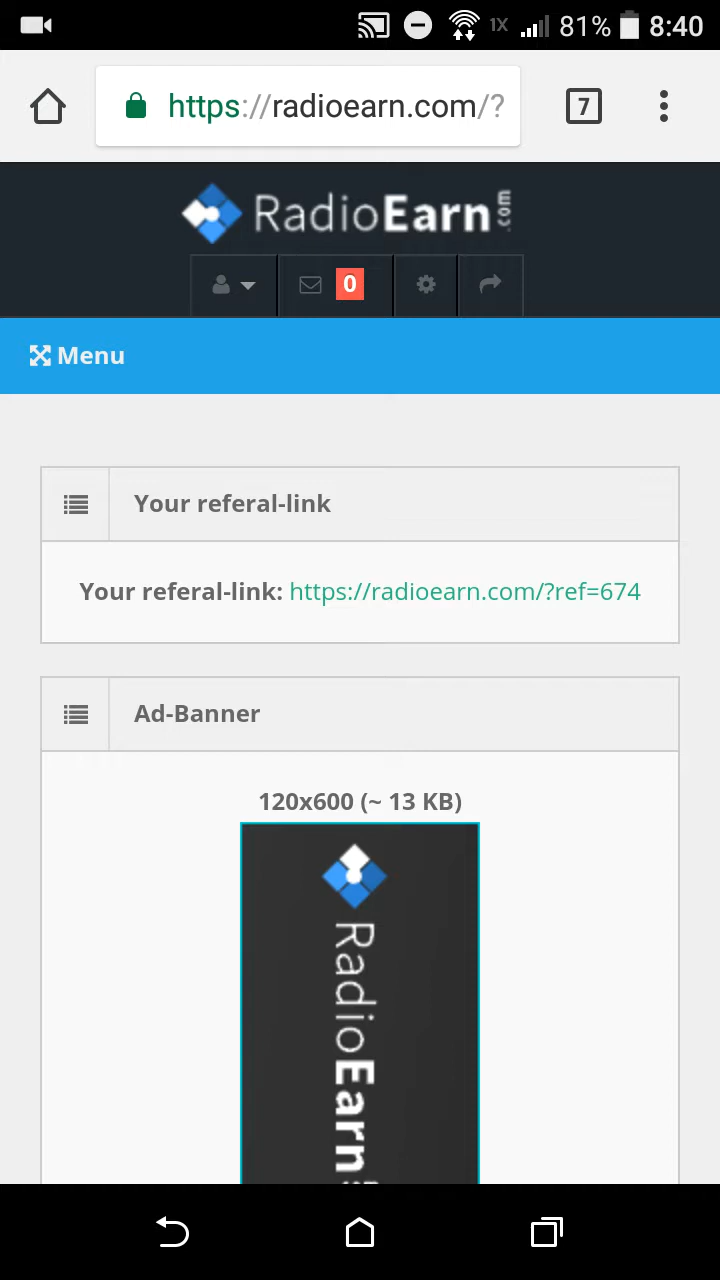 1X 81% 8:40
https://radioearn.com/? 7
RadioEarn.com
0
Menu
Your referal-link
Your referal-link: https://radioearn.com/?ref=674
Ad-Banner
120x600 (~ 13 KB)
RadioEarn